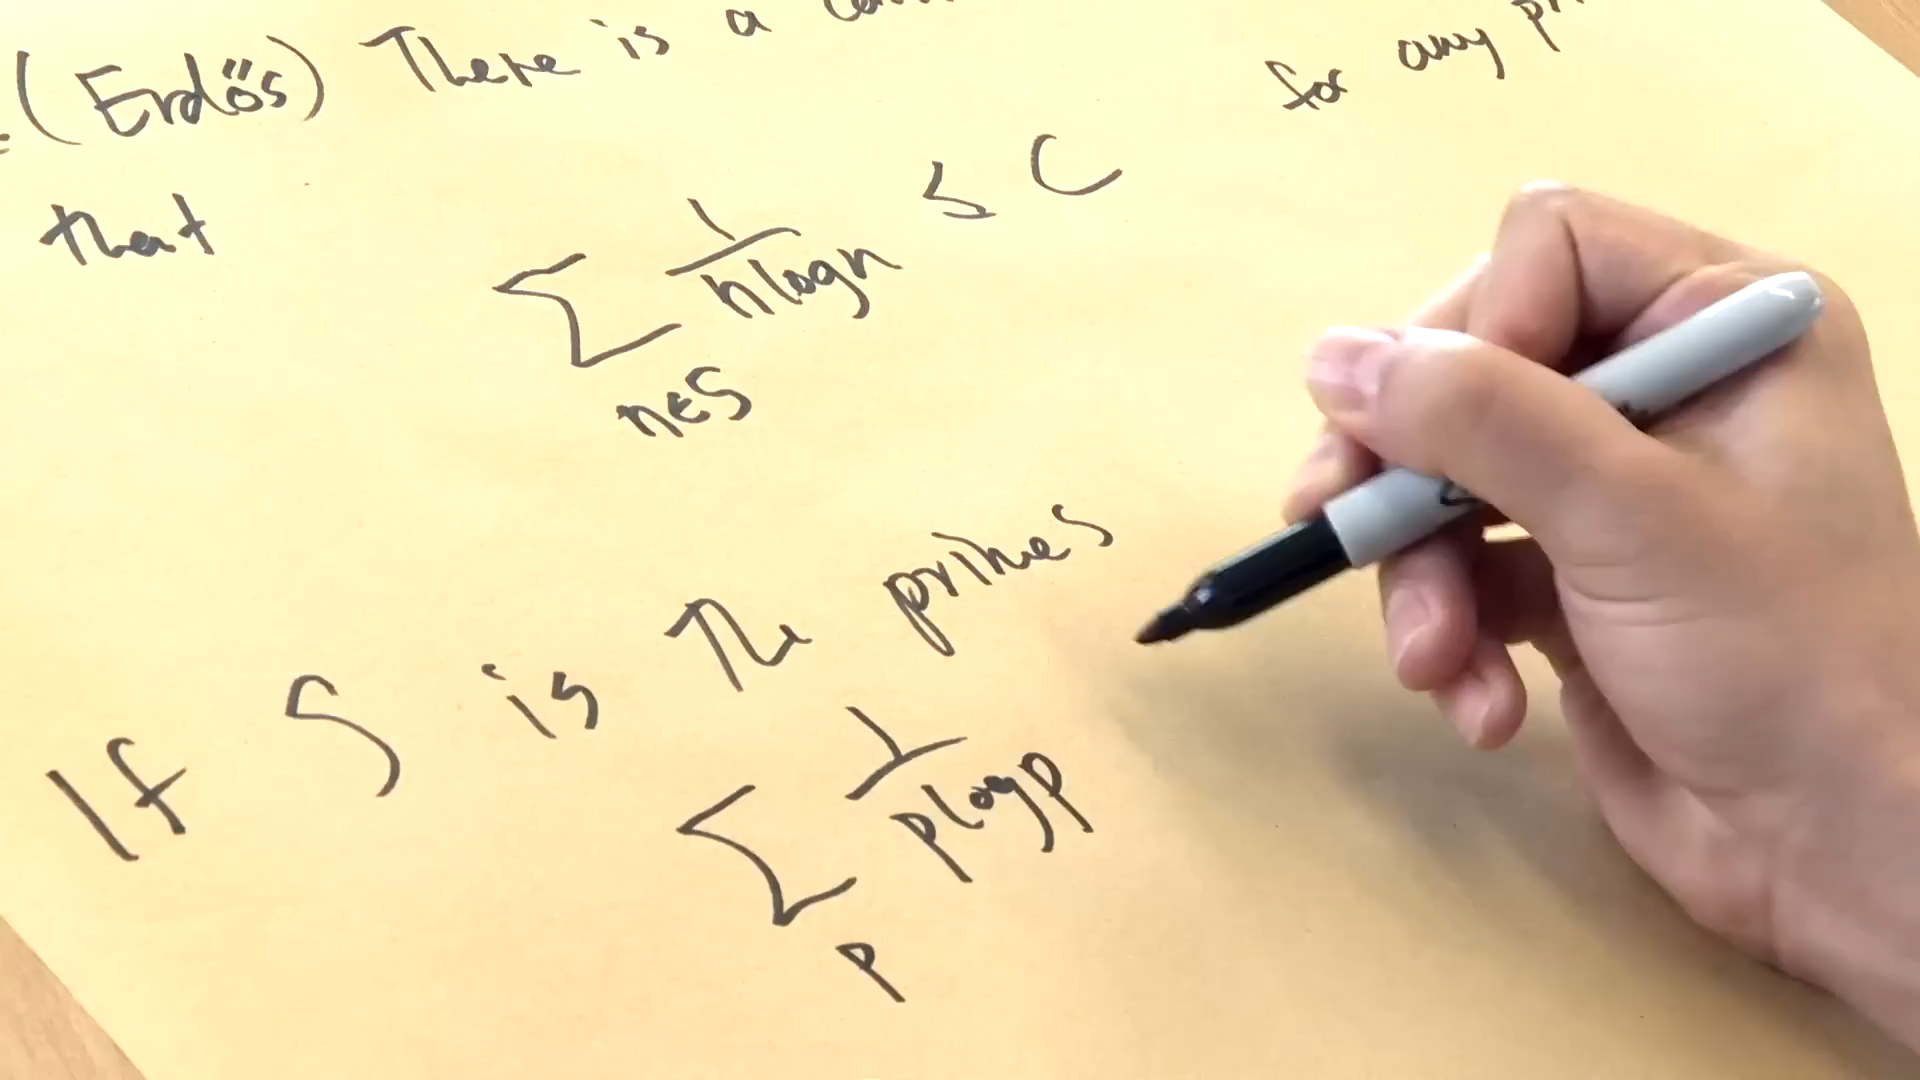 (Erdős) There is a
for any
that
∑ 1/(n log n) ≤ C
n∈S
If S is the primes
∑ 1/(p log p)
p